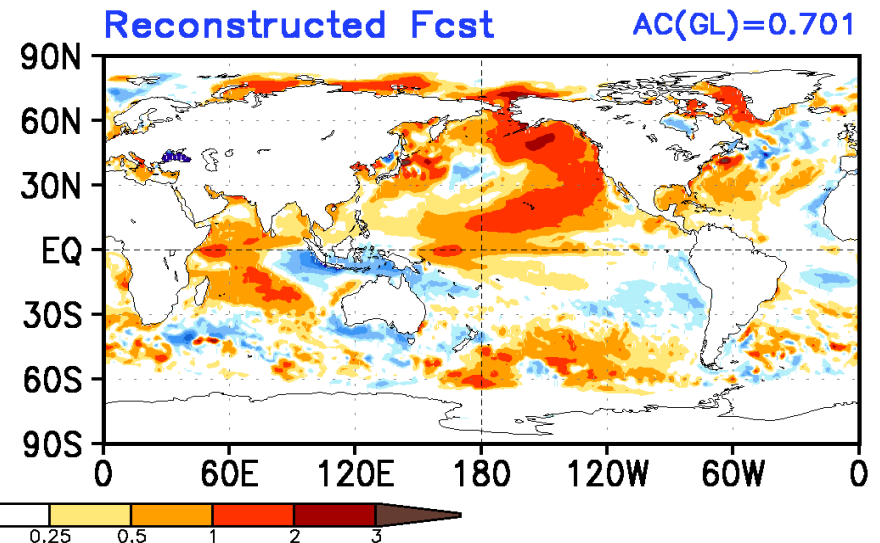 Reconstructed Fcst AC(GL)=0.701
90N
60N
30N
EQ
30S
60S
90S
0 60E 120E 180 120W 60W 0
0.25 0.5 1 2 3